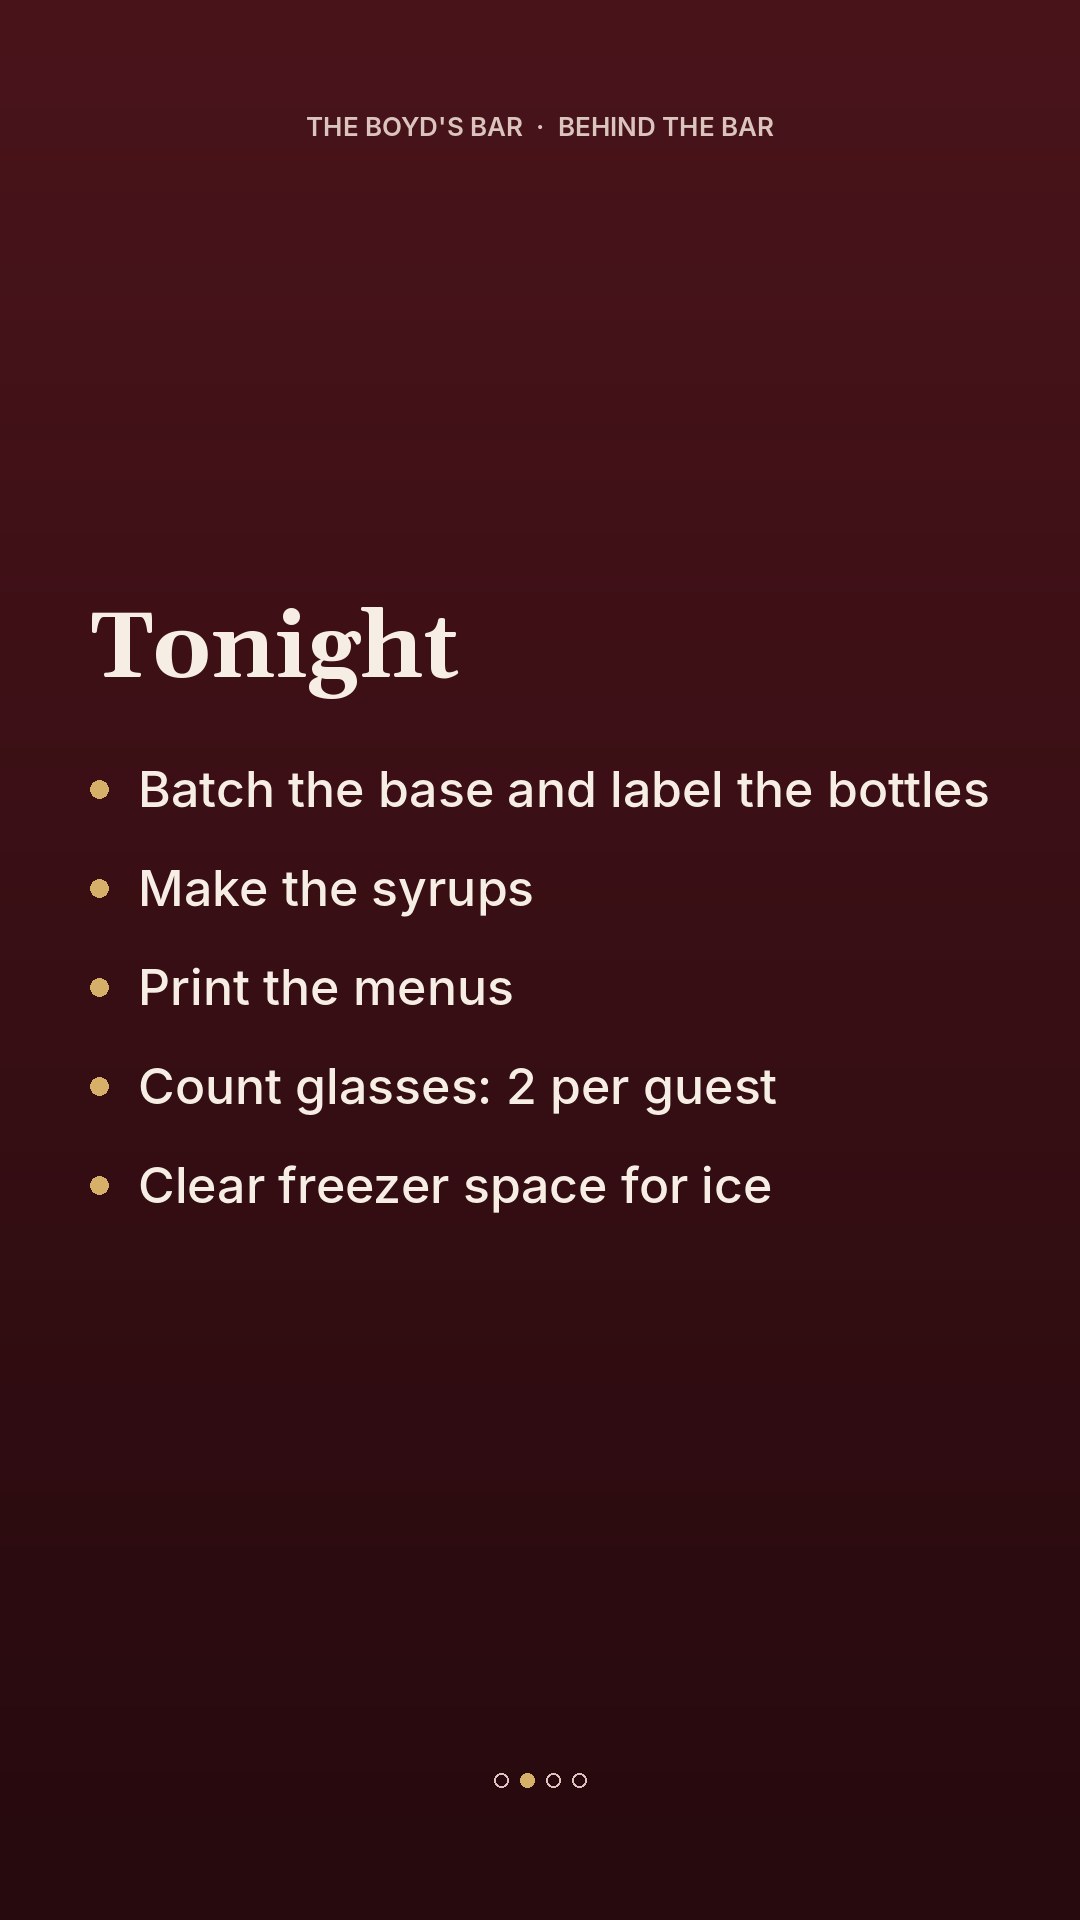 THE BOYD'S BAR · BEHIND THE BAR
Tonight
Batch the base and label the bottles
Make the syrups
Print the menus
Count glasses: 2 per guest
Clear freezer space for ice